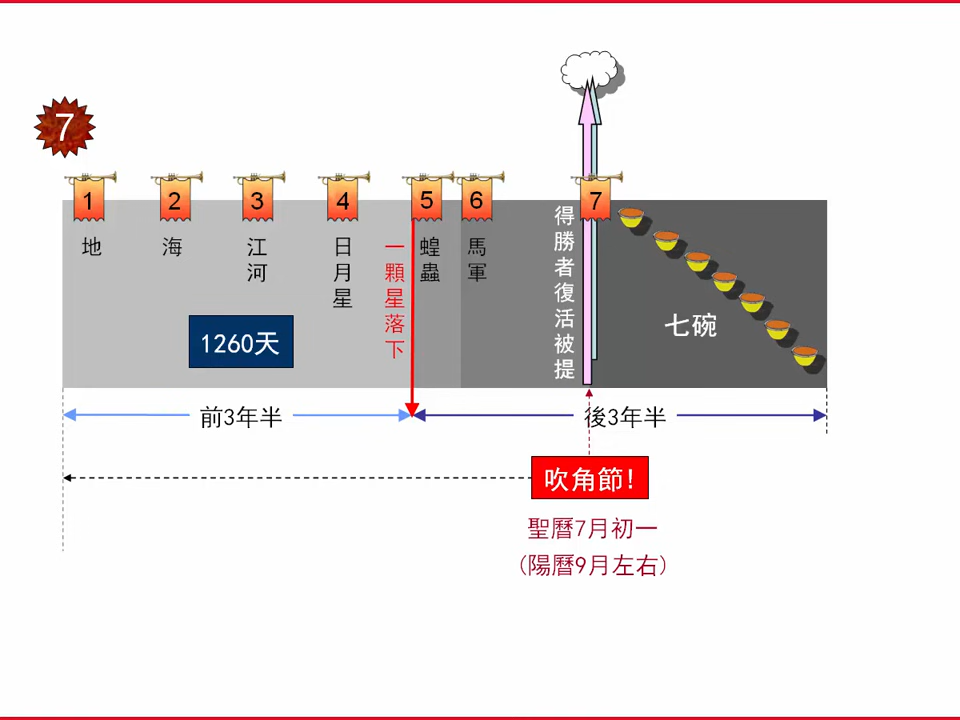 7
1
2
3
4
5
6
7
地
海
江河
日月星
一顆星落下
蝗蟲
馬軍
得勝者復活被提
七碗
1260天
前3年半
後3年半
吹角節!
聖曆7月初一
(陽曆9月左右)